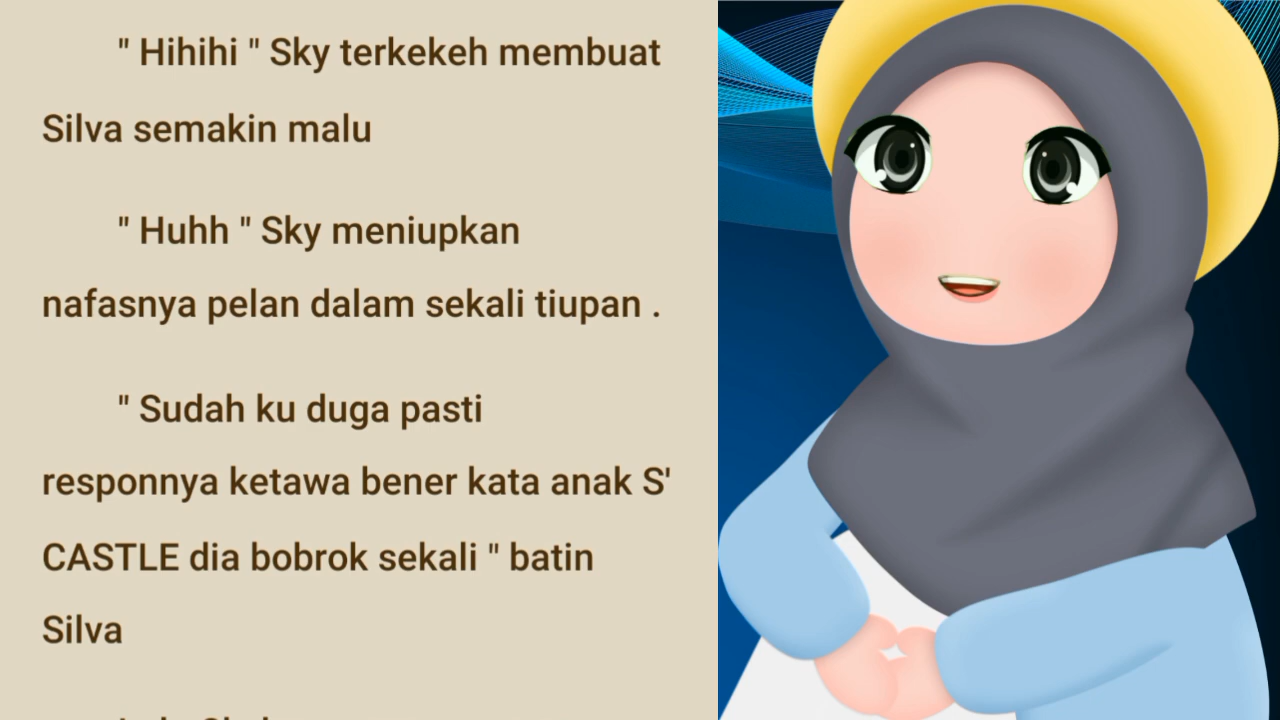 " Hihihi " Sky terkekeh membuat
Silva semakin malu
" Huhh " Sky meniupkan
nafasnya pelan dalam sekali tiupan .
" Sudah ku duga pasti
responnya ketawa bener kata anak S'
CASTLE dia bobrok sekali " batin
Silva